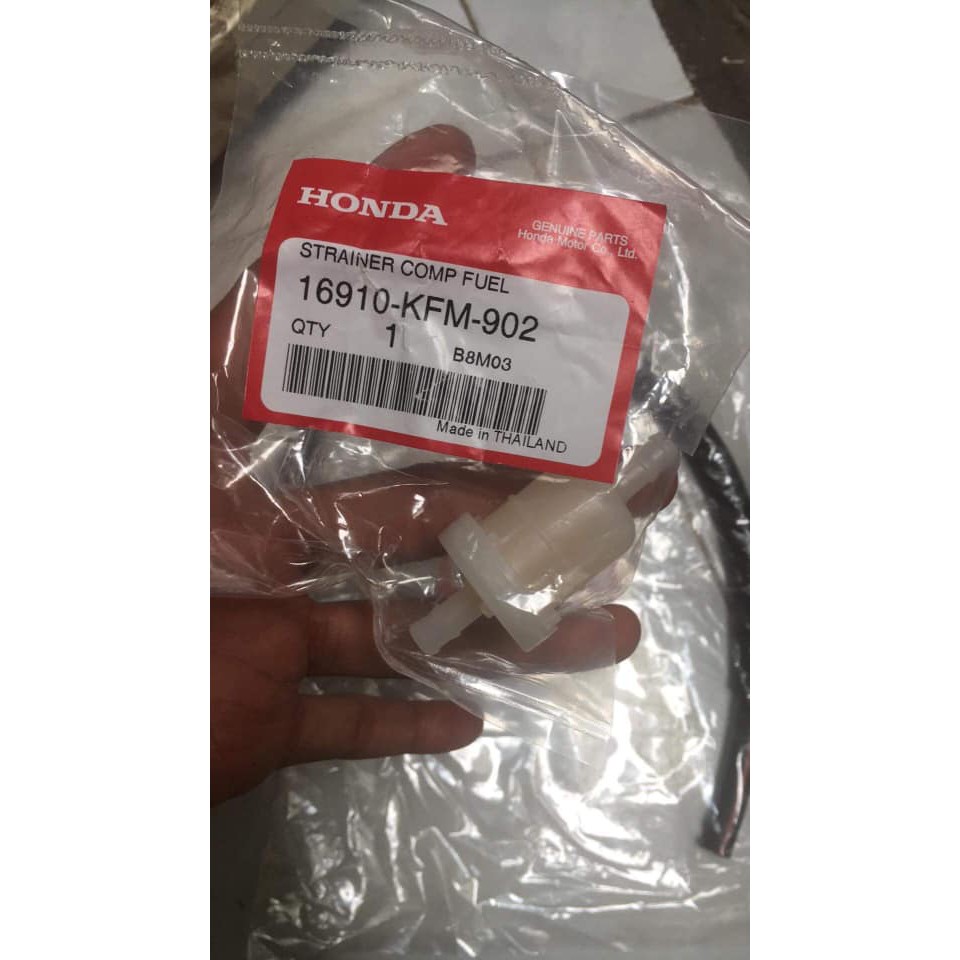 HONDA
GENUINE PARTS
Honda Motor Co., Ltd.
STRAINER COMP FUEL
16910-KFM-902
QTY 1 B8M03
Made in THAILAND